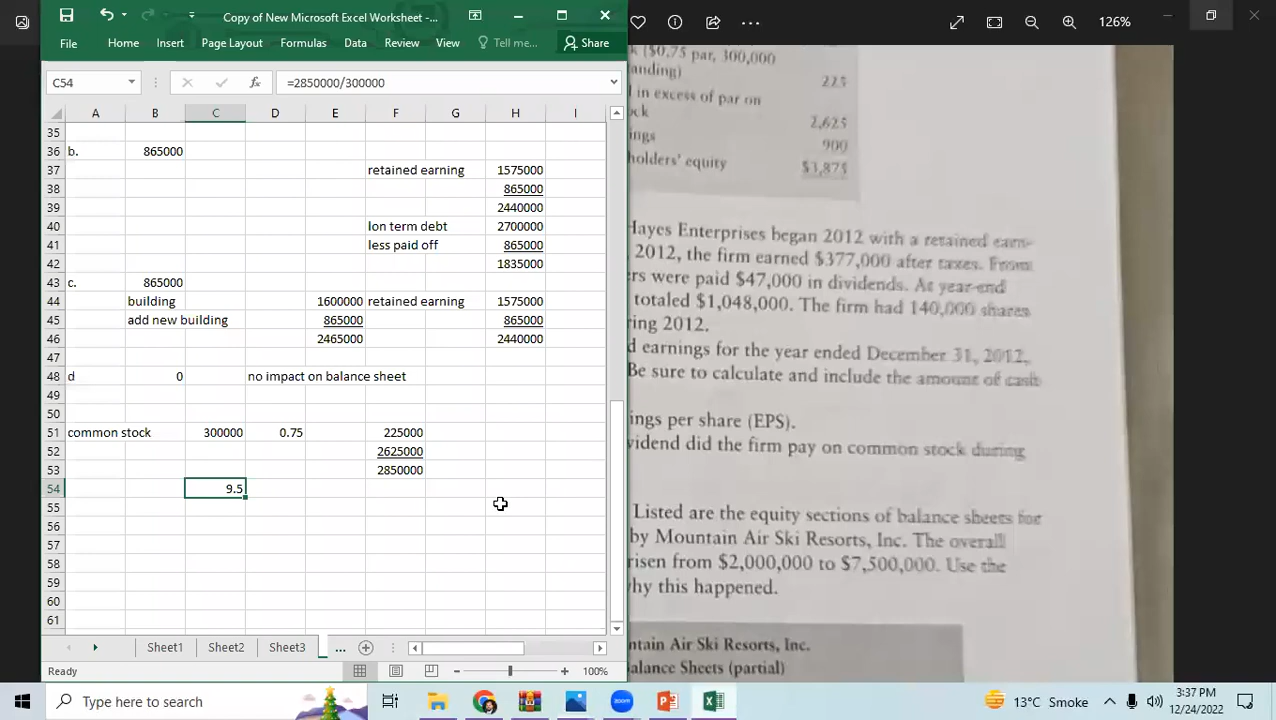 Copy of New Microsoft Excel Worksheet - ...
126%
File Home Insert Page Layout Formulas Data Review View Tell me... Share
C54 fx =2850000/300000
A B C D E F G H I
35
36 b. 865000
37 retained earning 1575000
38 865000
39 2440000
40 lon term debt 2700000
41 less paid off 865000
42 1835000
43 c. 865000
44 building 1600000 retained earning 1575000
45 add new building 865000 865000
46 2465000 2440000
47
48 d 0 no impact on balance sheet
49
50
51 common stock 300000 0.75 225000
52 2625000
53 2850000
54 9.5
55
56
57
58
59
60
61
Sheet1 Sheet2 Sheet3 ...
Ready 100%
($0.75 par, 300,000
anding)
225
in excess of par on
ck
2,625
ings
900
holders' equity
$3,875
Hayes Enterprises began 2012 with a retained earn-
2012, the firm earned $377,000 after taxes. From
rs were paid $47,000 in dividends. At year-end
totaled $1,048,000. The firm had 140,000 shares
ring 2012.
d earnings for the year ended December 31, 2012,
Be sure to calculate and include the amount of cash
ings per share (EPS).
vidend did the firm pay on common stock during
Listed are the equity sections of balance sheets for
by Mountain Air Ski Resorts, Inc. The overall
risen from $2,000,000 to $7,500,000. Use the
hy this happened.
ntain Air Ski Resorts, Inc.
alance Sheets (partial)
Type here to search
13°C Smoke
3:37 PM
12/24/2022